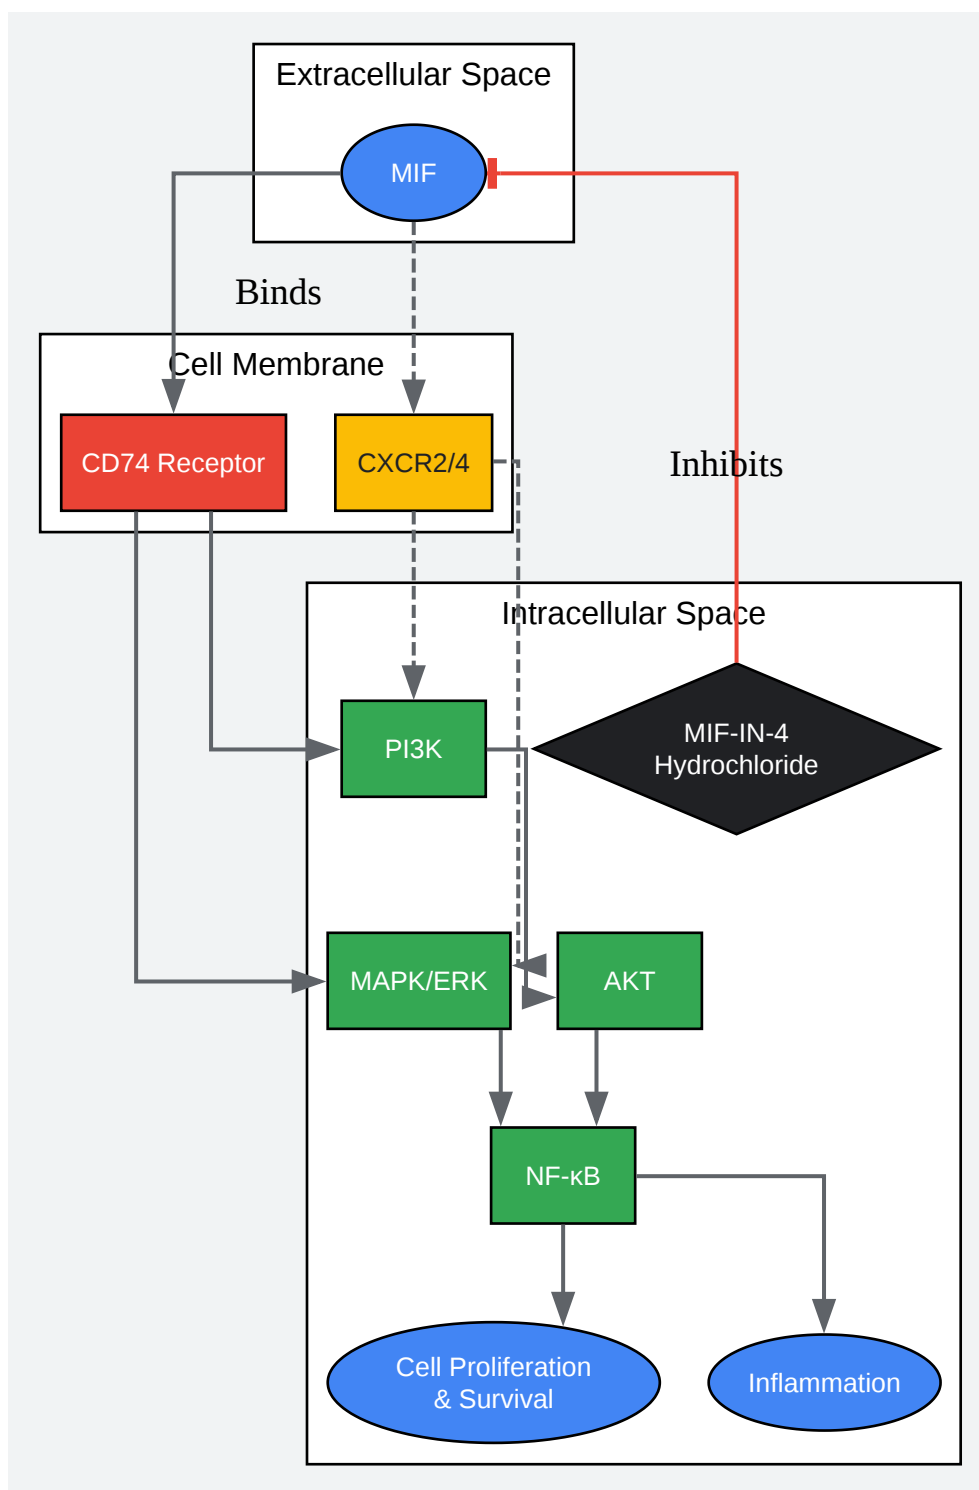 Extracellular Space
MIF
Binds
Cell Membrane
CD74 Receptor
CXCR2/4
Inhibits
Intracellular Space
PI3K
MIF-IN-4
Hydrochloride
MAPK/ERK
AKT
NF-κB
Cell Proliferation
& Survival
Inflammation